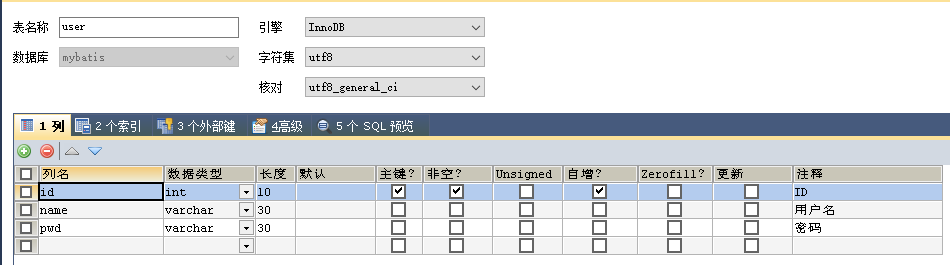 表名称 user 引擎 InnoDB
数据库 mybatis 字符集 utf8
核对 utf8_general_ci
1 列 2 个索引 3 个外部键 4高级 5 个 SQL 预览
列名 数据类型 长度 默认 主键? 非空? Unsigned 自增? Zerofill? 更新 注释
id int 10 ID
name varchar 30 用户名
pwd varchar 30 密码